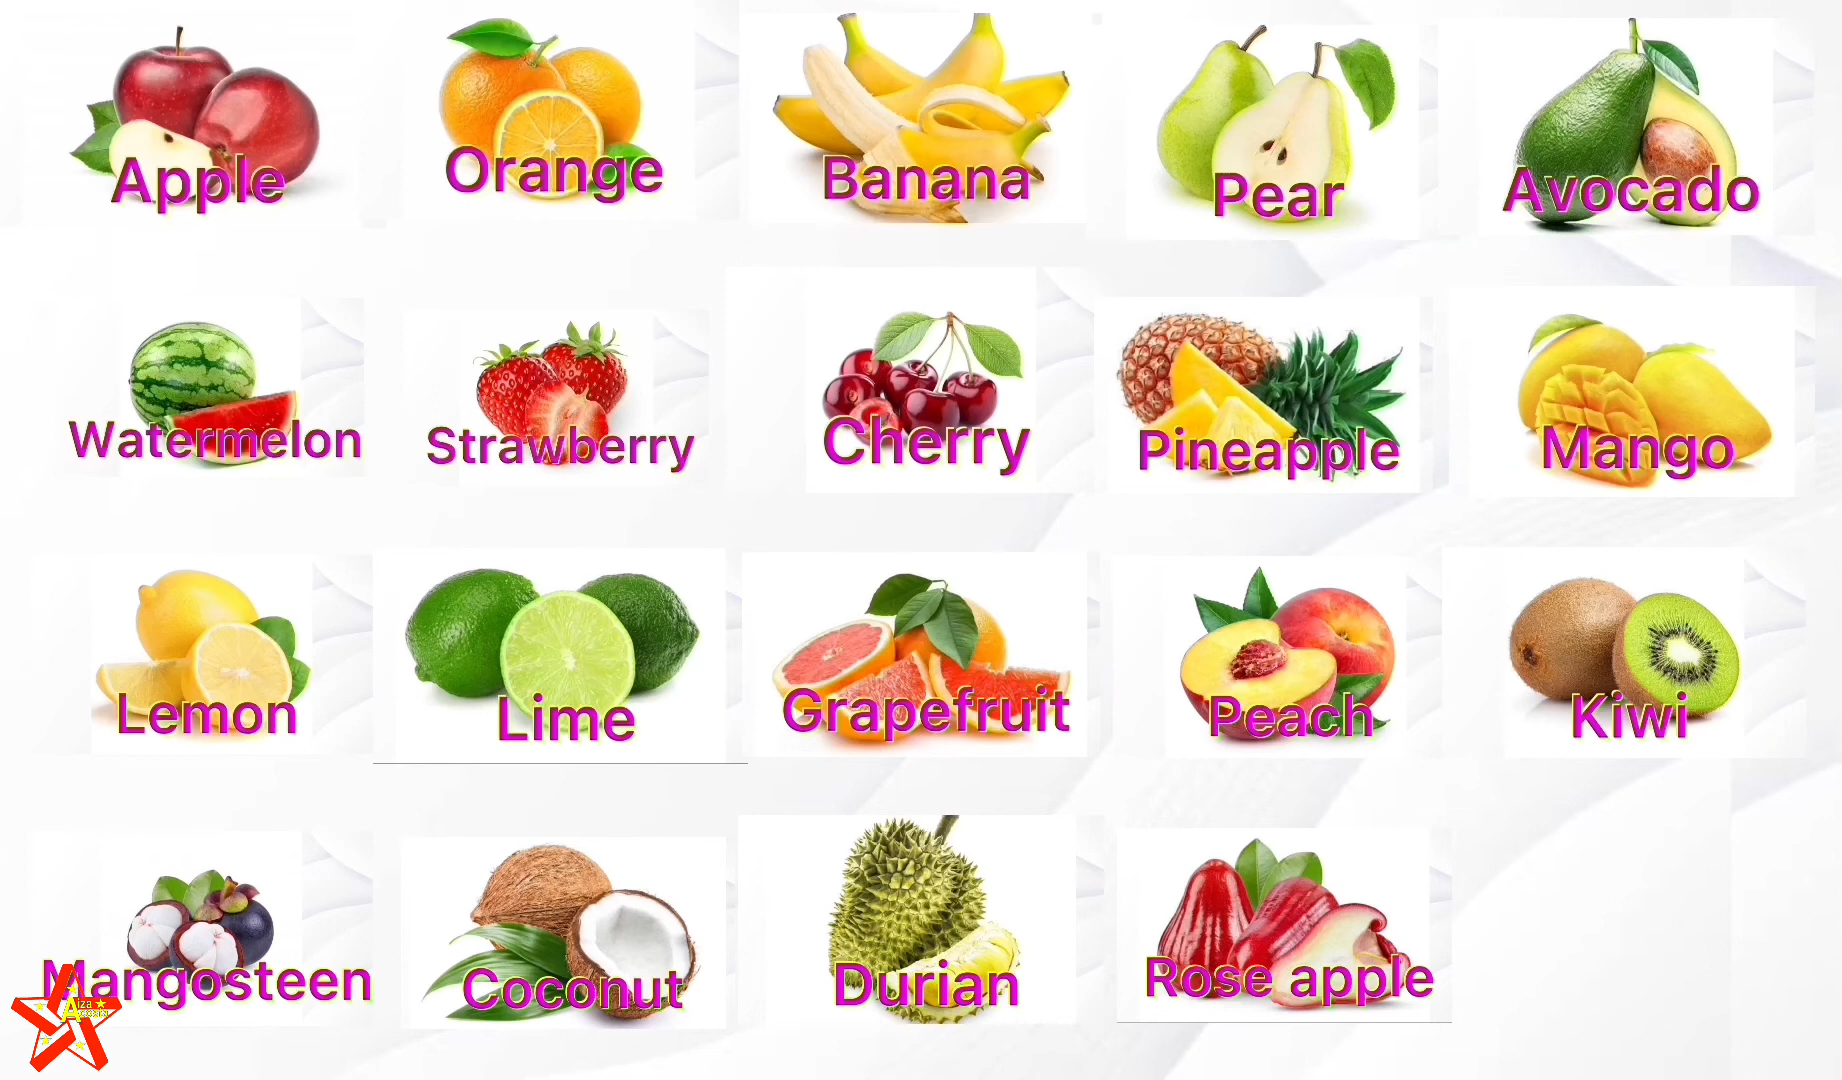 Apple
Orange
Banana
Pear
Avocado
Watermelon
Strawberry
Cherry
Pineapple
Mango
Lemon
Lime
Grapefruit
Peach
Kiwi
Mangosteen
Coconut
Durian
Rose apple
Aiza